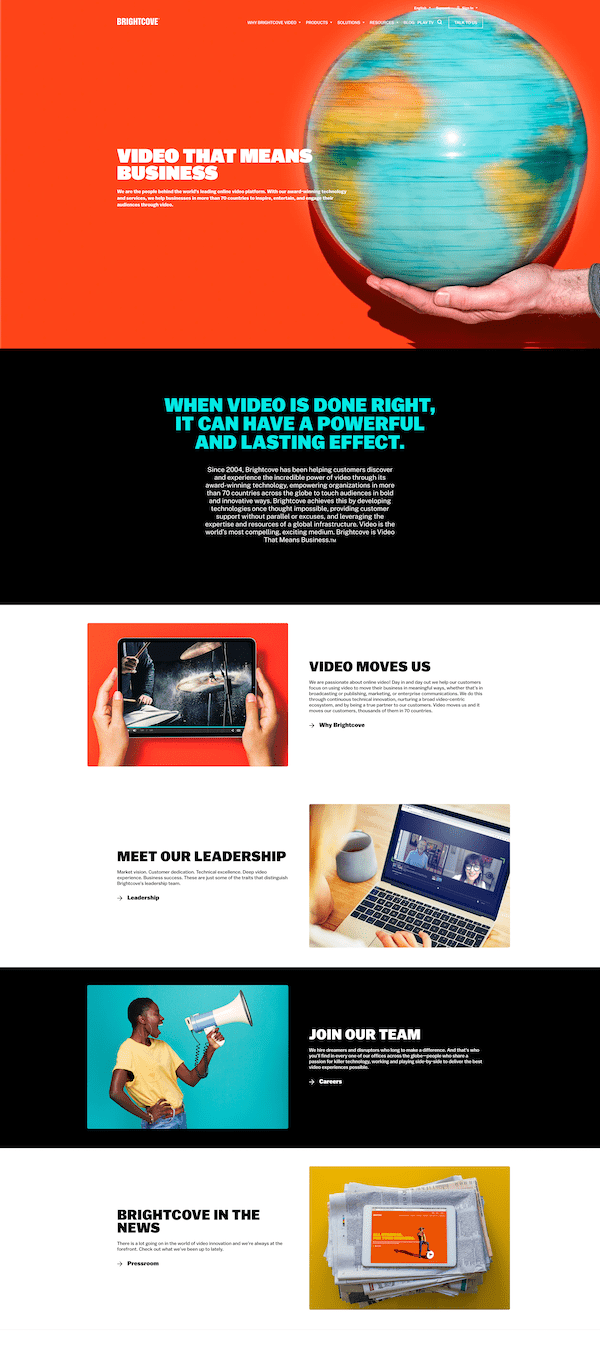 English
Sign In
BRIGHTCOVE
WHY BRIGHTCOVE VIDEO
PRODUCTS
SOLUTIONS
RESOURCES
BLOG
PLAY TV
TALK TO US
VIDEO THAT MEANS
BUSINESS
We are the people behind the world's leading online video platform. With our award-winning technology
and services, we help businesses in more than 70 countries to inspire, entertain, and engage their
audiences through video.
WHEN VIDEO IS DONE RIGHT,
IT CAN HAVE A POWERFUL
AND LASTING EFFECT.
Since 2004, Brightcove has been helping customers discover
and experience the incredible power of video through its
award-winning technology, empowering organizations in more
than 70 countries across the globe to touch audiences in bold
and innovative ways. Brightcove achieves this by developing
technologies once thought impossible, providing customer
support without parallel or excuses, and leveraging the
expertise and resources of a global infrastructure. Video is the
world's most compelling, exciting medium. Brightcove is Video
That Means Business.™
VIDEO MOVES US
We are passionate about online video! Day in and day out we help our customers
focus on using video to move their business in meaningful ways, whether that's in
broadcasting or publishing, marketing, or enterprise communications. We do this
through continuous technical innovation, nurturing a broad video-centric
ecosystem, and by being a true partner to our customers. Video moves us and it
moves our customers, thousands of them in 70 countries.
→ Why Brightcove
MEET OUR LEADERSHIP
Market vision. Customer dedication. Technical excellence. Deep video
experience. Business success. These are just some of the traits that distinguish
Brightcove's leadership team.
→ Leadership
JOIN OUR TEAM
We hire dreamers and disrupters who long to make a difference. And that's who
you'll find in every one of our offices across the globe—people who share a
passion for killer technology, working and playing side-by-side to deliver the best
video experiences possible.
→ Careers
BRIGHTCOVE IN THE
NEWS
There is a lot going on in the world of video innovation and we're always at the
forefront. Check out what we've been up to lately.
→ Pressroom